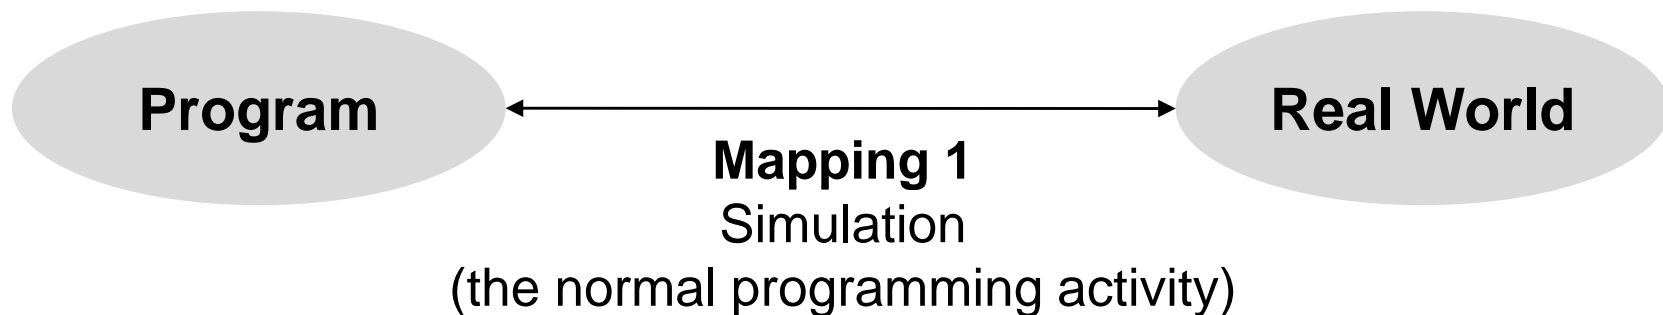 Program
Real World
Mapping 1
Simulation
(the normal programming activity)